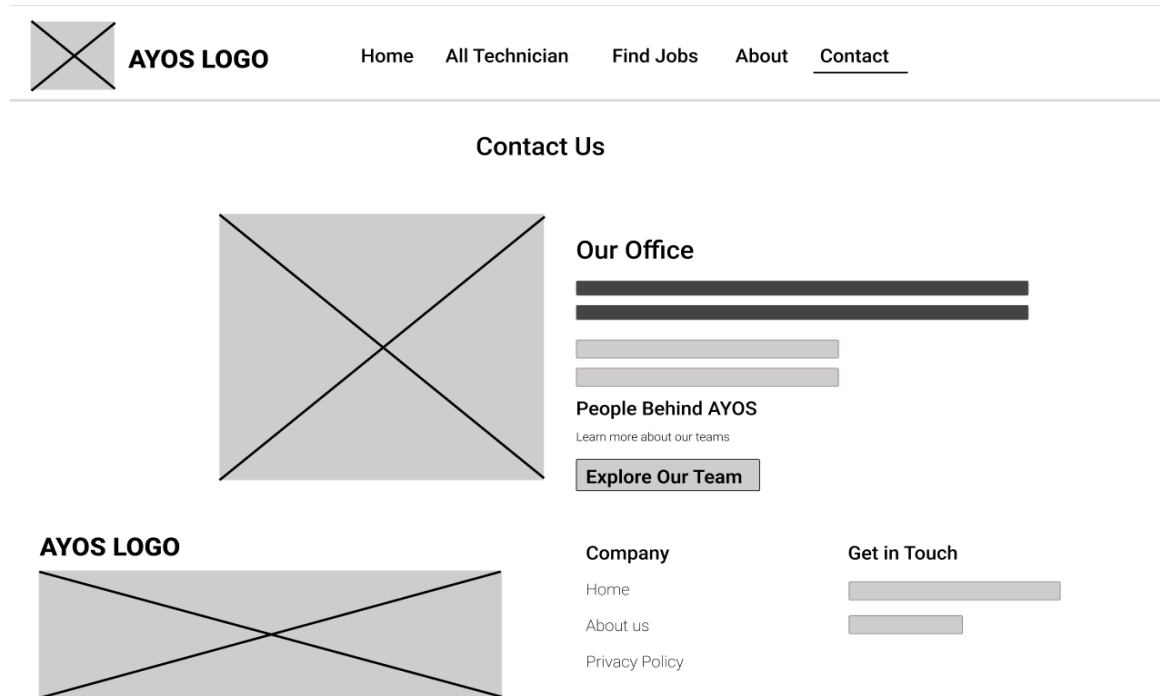 AYOS LOGO
Home All Technician Find Jobs About Contact
Contact Us
Our Office
People Behind AYOS
Learn more about our teams
Explore Our Team
AYOS LOGO
Company
Home
About us
Privacy Policy
Get in Touch